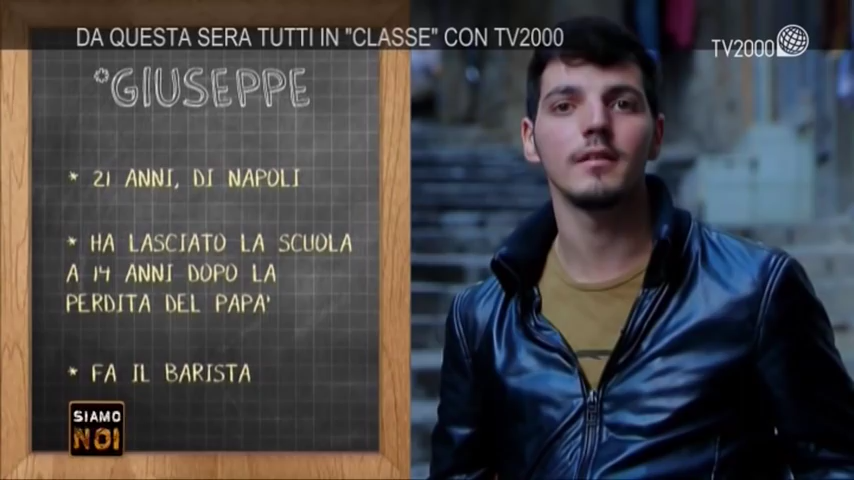 DA QUESTA SERA TUTTI IN "CLASSE" CON TV2000
TV2000
*GIUSEPPE
* 21 ANNI, DI NAPOLI
* HA LASCIATO LA SCUOLA
A 14 ANNI DOPO LA
PERDITA DEL PAPA'
* FA IL BARISTA
SIAMO
NOI